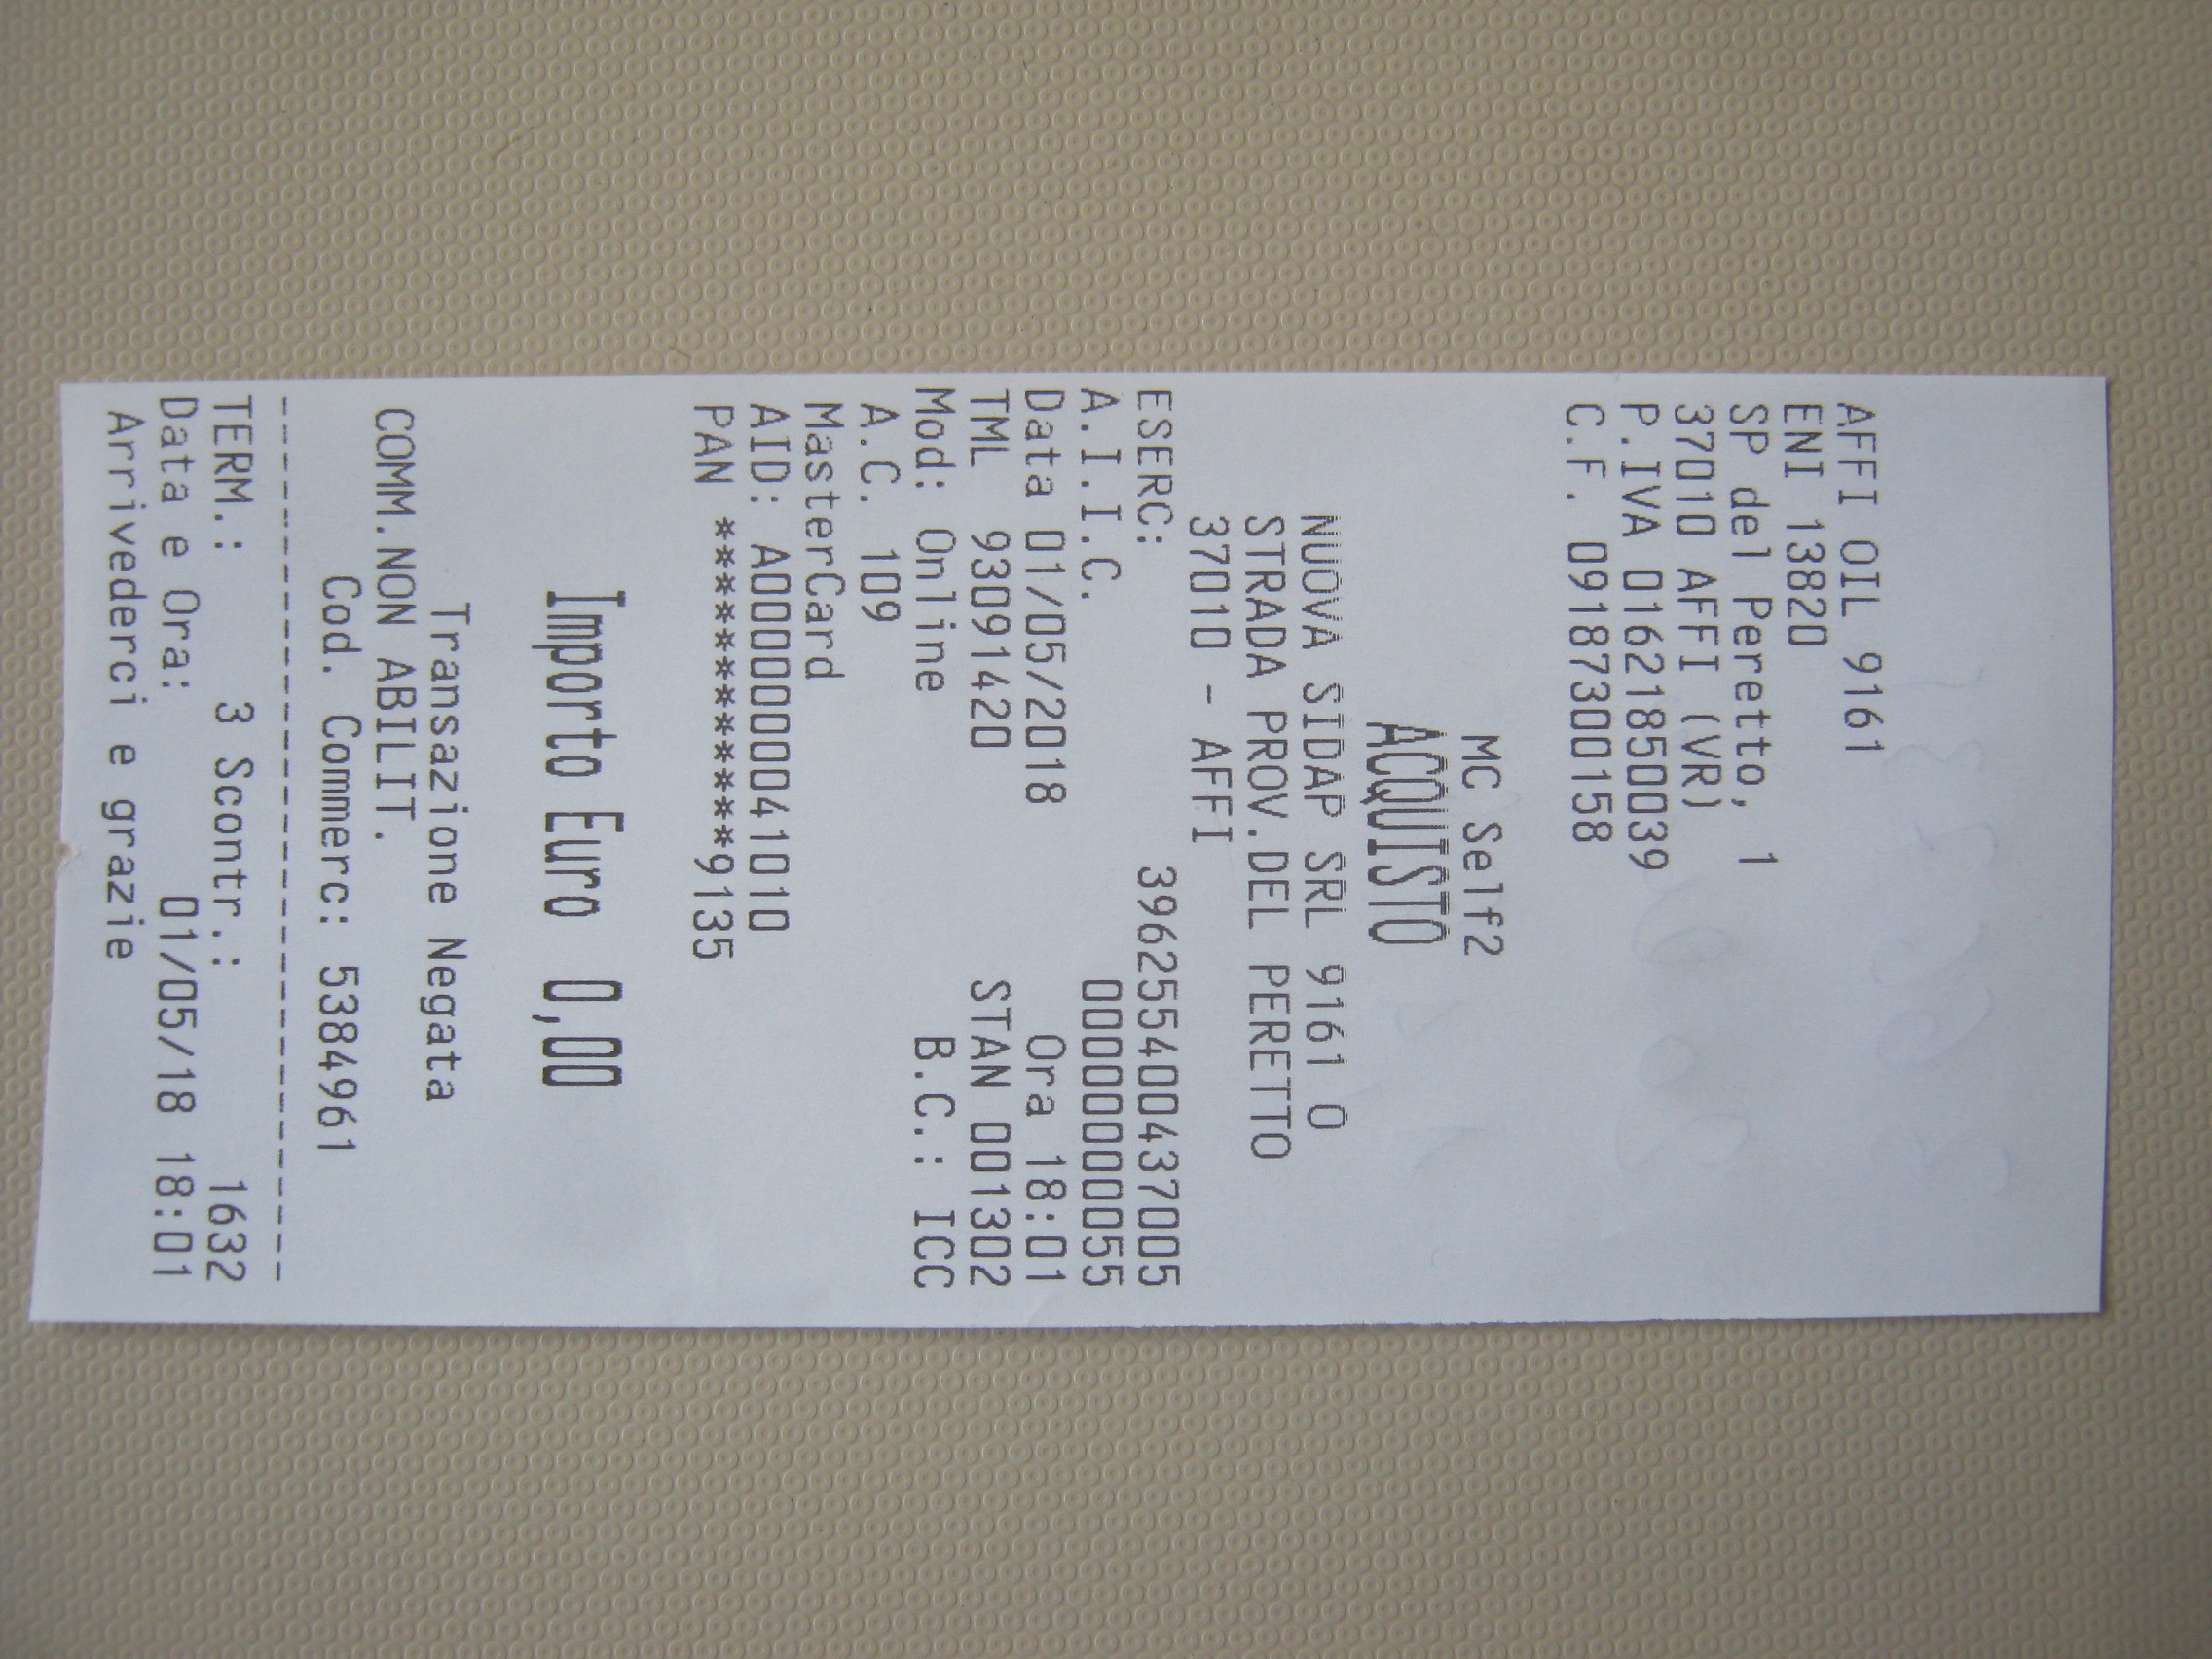 AFFI OIL 9161
ENI 13820
SP del Peretto, 1
37010 AFFI (VR)
P.IVA 01621850039
C.F. 09187300158
MC Self2
ACQUISTO
NUOVA SIDAP SRL 9161 O
STRADA PROV.DEL PERETTO
37010 - AFFI
ESERC: 396255400437005
A.I.I.C. 00000000055
Data 01/05/2018 Ora 18:01
TML 93091420 STAN 001302
Mod: Online B.C.: ICC
A.C. 109
MasterCard
AID: A0000000041010
PAN ************9135
Importo Euro 0,00
Transazione Negata
COMM.NON ABILIT.
Cod. Commerc: 5384961
--------------------------------
TERM.: 3 Scontr.: 1632
Data e Ora: 01/05/18 18:01
Arrivederci e grazie